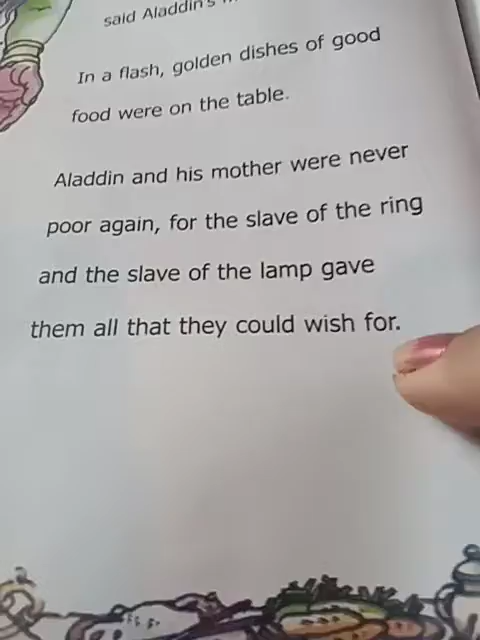 said Aladdin's
In a flash, golden dishes of good
food were on the table.
Aladdin and his mother were never
poor again, for the slave of the ring
and the slave of the lamp gave
them all that they could wish for.